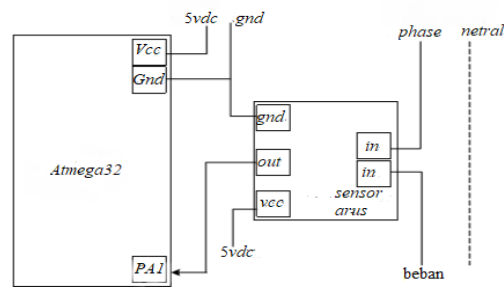 5vdc
gnd
phase
netral
Vcc
Gnd
gnd.
in
Atmega32
out
in
sensor
arus
vcc
5vdc
PA1
beban